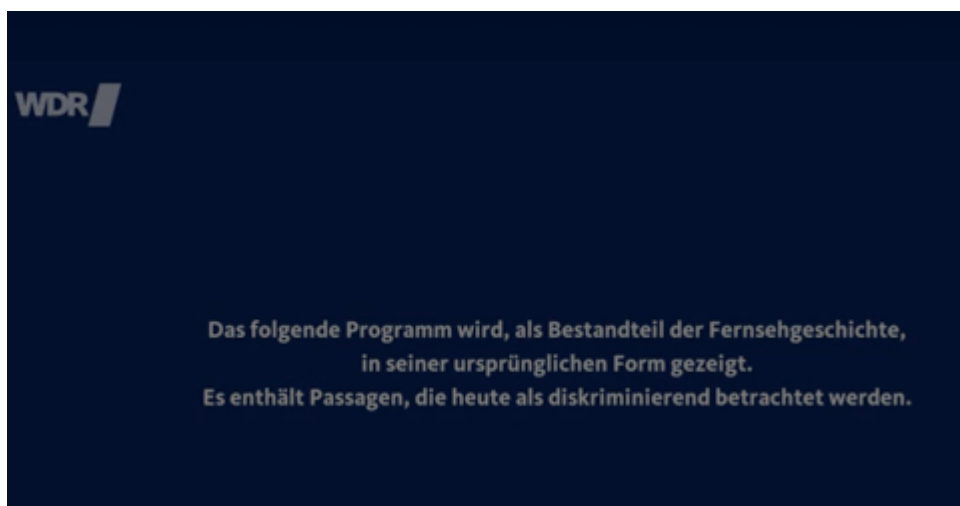 WDR
Das folgende Programm wird, als Bestandteil der Fernsehgeschichte,
in seiner ursprünglichen Form gezeigt.
Es enthält Passagen, die heute als diskriminierend betrachtet werden.